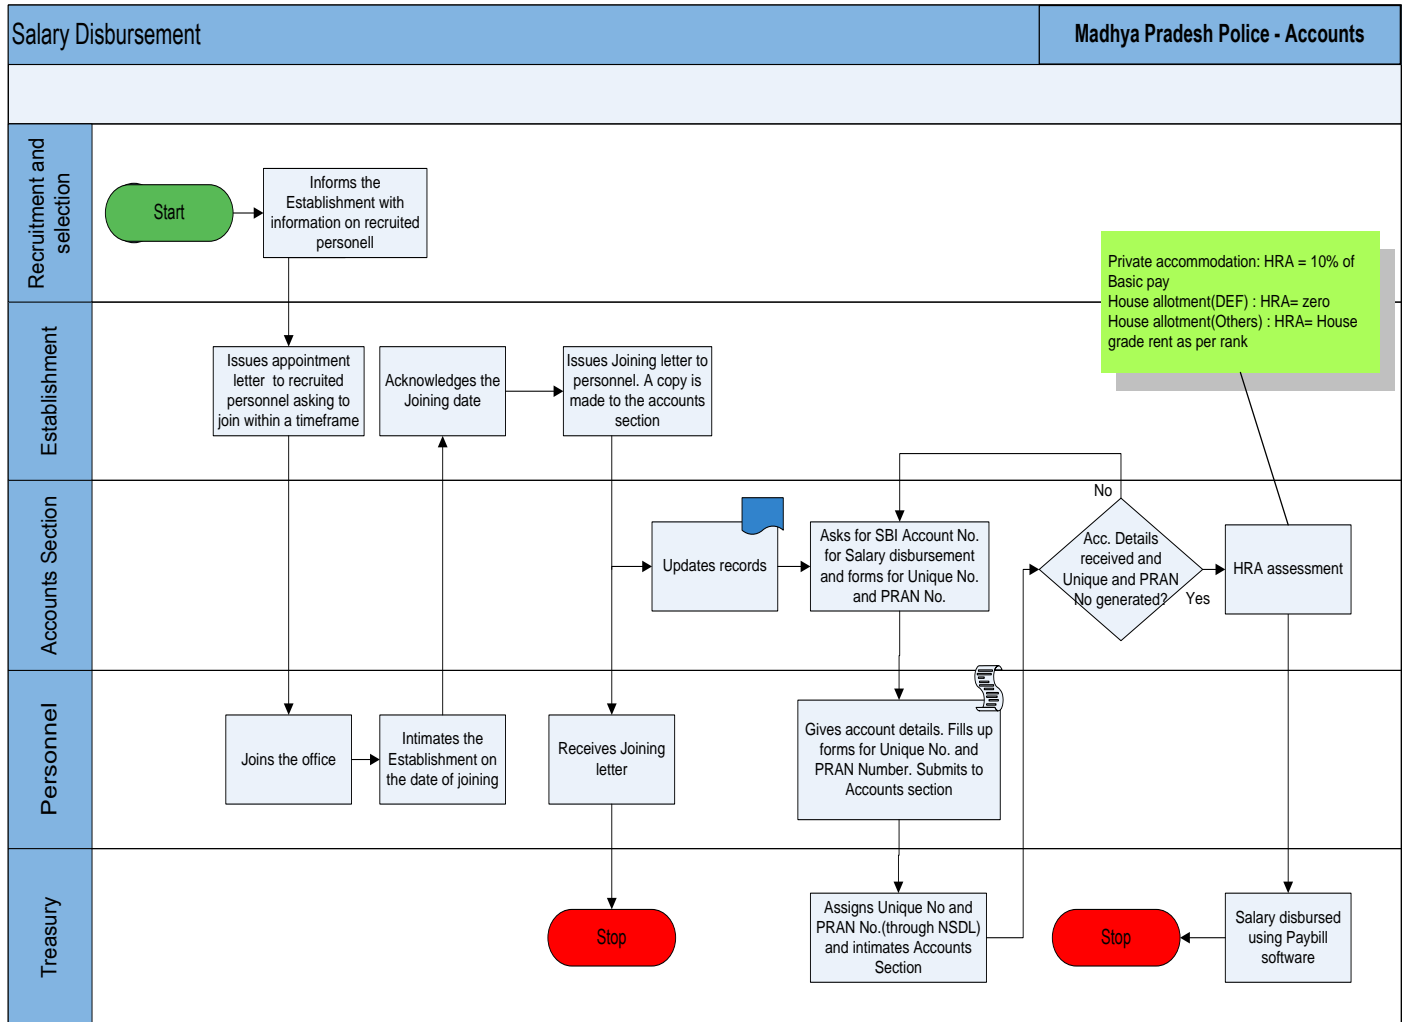 Salary Disbursement
Madhya Pradesh Police - Accounts
Recruitment and
selection
Start
Informs the
Establishment with
information on recruited
personell
Private accommodation: HRA = 10% of
Basic pay
House allotment(DEF) : HRA= zero
House allotment(Others) : HRA= House
grade rent as per rank
Establishment
Issues appointment
letter to recruited
personnel asking to
join within a timeframe
Acknowledges the
Joining date
Issues Joining letter to
personnel. A copy is
made to the accounts
section
Accounts Section
Updates records
Asks for SBI Account No.
for Salary disbursement
and forms for Unique No.
and PRAN No.
No
Acc. Details
received and
Unique and PRAN
No generated?
Yes
HRA assessment
Personnel
Joins the office
Intimates the
Establishment on
the date of joining
Receives Joining
letter
Gives account details. Fills up
forms for Unique No. and
PRAN Number. Submits to
Accounts section
Treasury
Stop
Assigns Unique No and
PRAN No.(through NSDL)
and intimates Accounts
Section
Stop
Salary disbursed
using Paybill
software